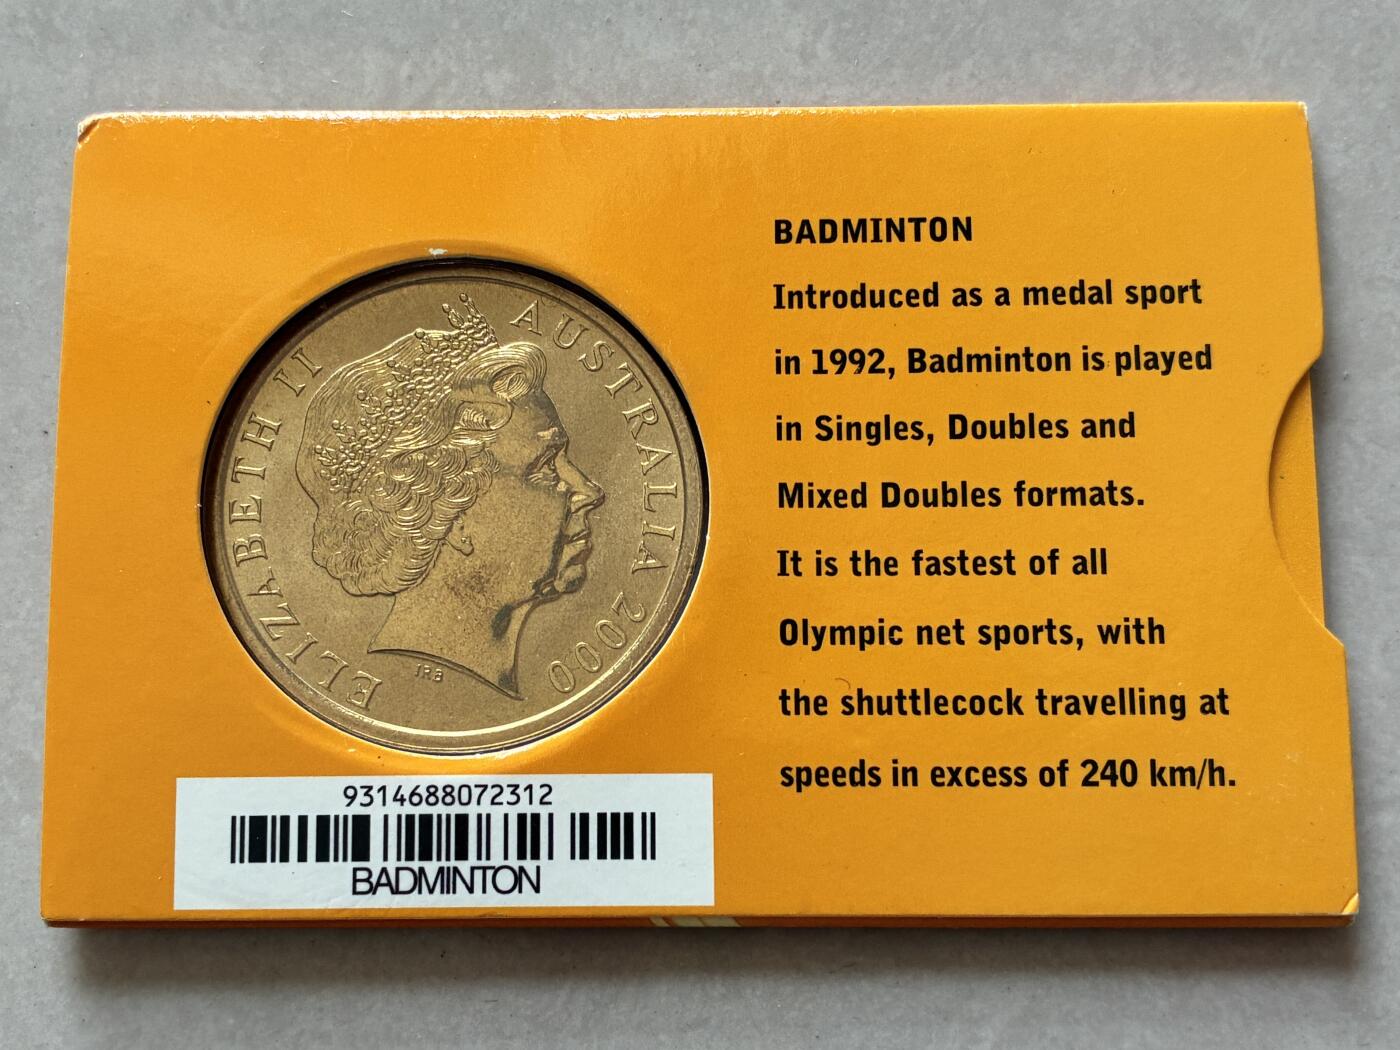 ELIZABETH II AUSTRALIA 2000
IRB
BADMINTON
Introduced as a medal sport
in 1992, Badminton is played
in Singles, Doubles and
Mixed Doubles formats.
It is the fastest of all
Olympic net sports, with
the shuttlecock travelling at
speeds in excess of 240 km/h.
9314688072312
BADMINTON